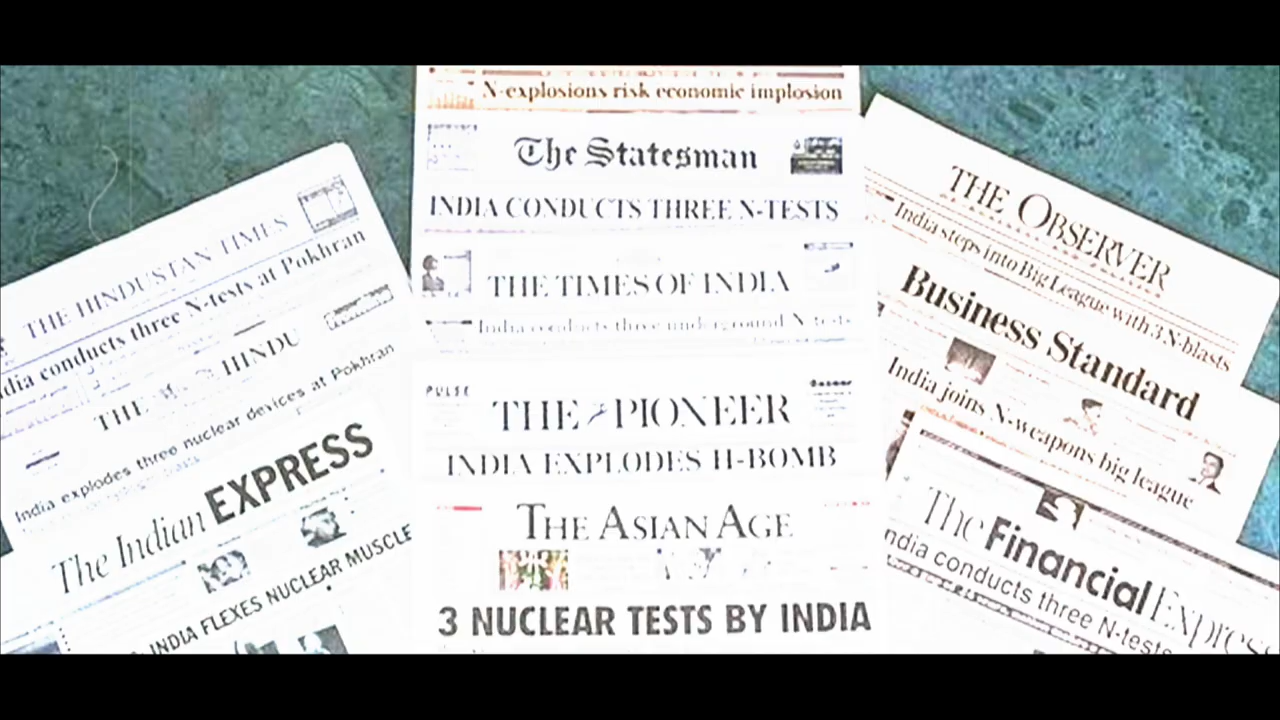 THE HINDUSTAN TIMES
dia conducts three N-tests at Pokhran
THE HINDU
India explodes three nuclear devices at Pokhran
The Indian EXPRESS
INDIA FLEXES NUCLEAR MUSCLE
N-explosions risk economic implosion
The Statesman
INDIA CONDUCTS THREE N-TESTS
THE TIMES OF INDIA
India conducts three underground N-tests
PULSE
THE PIONEER
INDIA EXPLODES H-BOMB
THE ASIAN AGE
3 NUCLEAR TESTS BY INDIA
THE OBSERVER
India steps into Big League with 3 N-blasts
Business Standard
India joins N-weapons big league
The Financial Express
ndia conducts three N-tests